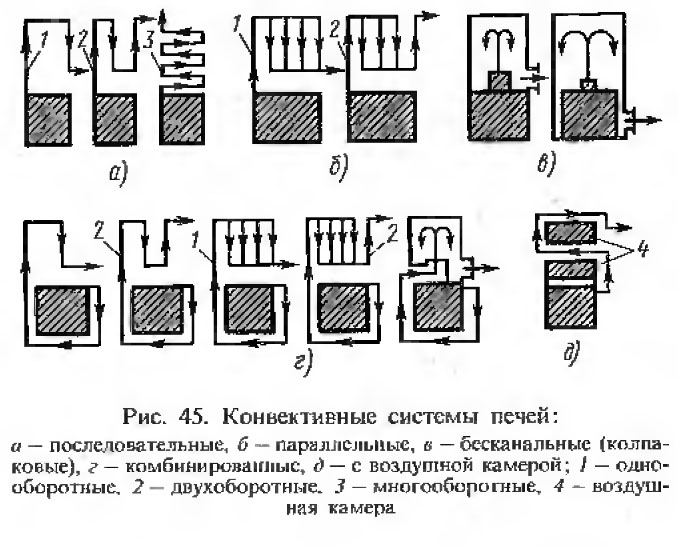 1 2 3 1 2
а) б) в)
2 1 2 4
г) д)
Рис. 45. Конвективные системы печей:
а — последовательные, б — параллельные, в — бесканальные (колпа-
ковые), г — комбинированные, д — с воздушной камерой; 1 — одно-
оборотные, 2 — двухоборотные, 3 — многооборотные, 4 — воздуш-
ная камера